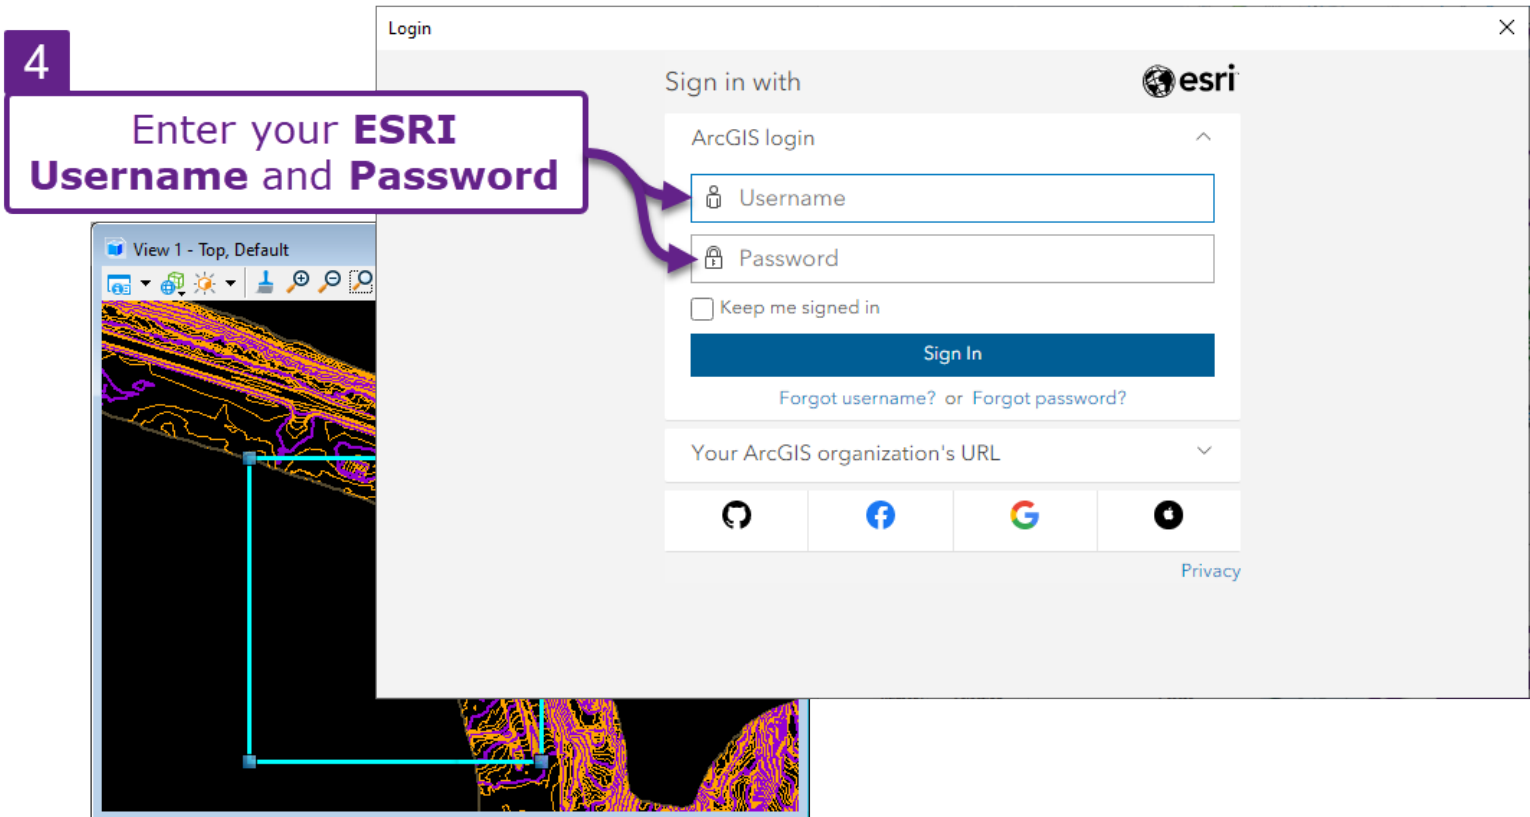 4
Enter your ESRI
Username and Password
Login
Sign in with
esri
ArcGIS login
Username
Password
Keep me signed in
Sign In
Forgot username? or Forgot password?
Your ArcGIS organization's URL
Privacy
View 1 - Top, Default